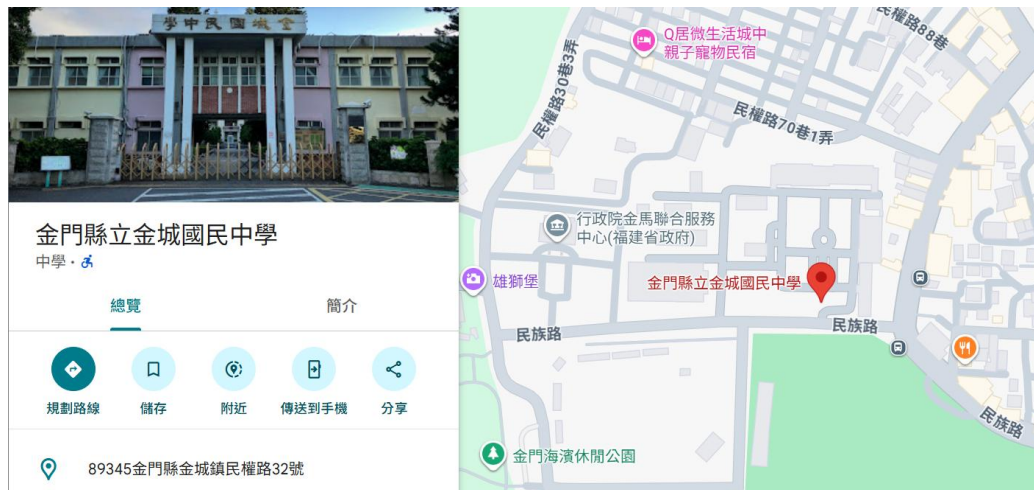 學中民國城金
金門縣立金城國民中學
中學・
總覽
簡介
規劃路線
儲存
附近
傳送到手機
分享
89345金門縣金城鎮民權路32號
Q居微生活城中
親子寵物民宿
民權路88巷
民權路30巷3弄
民權路70巷1弄
行政院金馬聯合服務
中心(福建省政府)
雄獅堡
金門縣立金城國民中學
民族路
民族路
民族路
金門海濱休閒公園